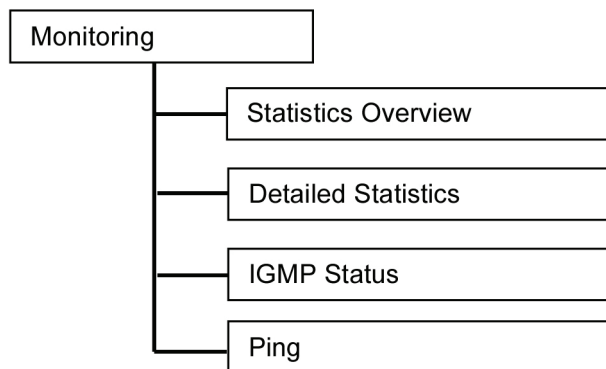 Monitoring
Statistics Overview
Detailed Statistics
IGMP Status
Ping